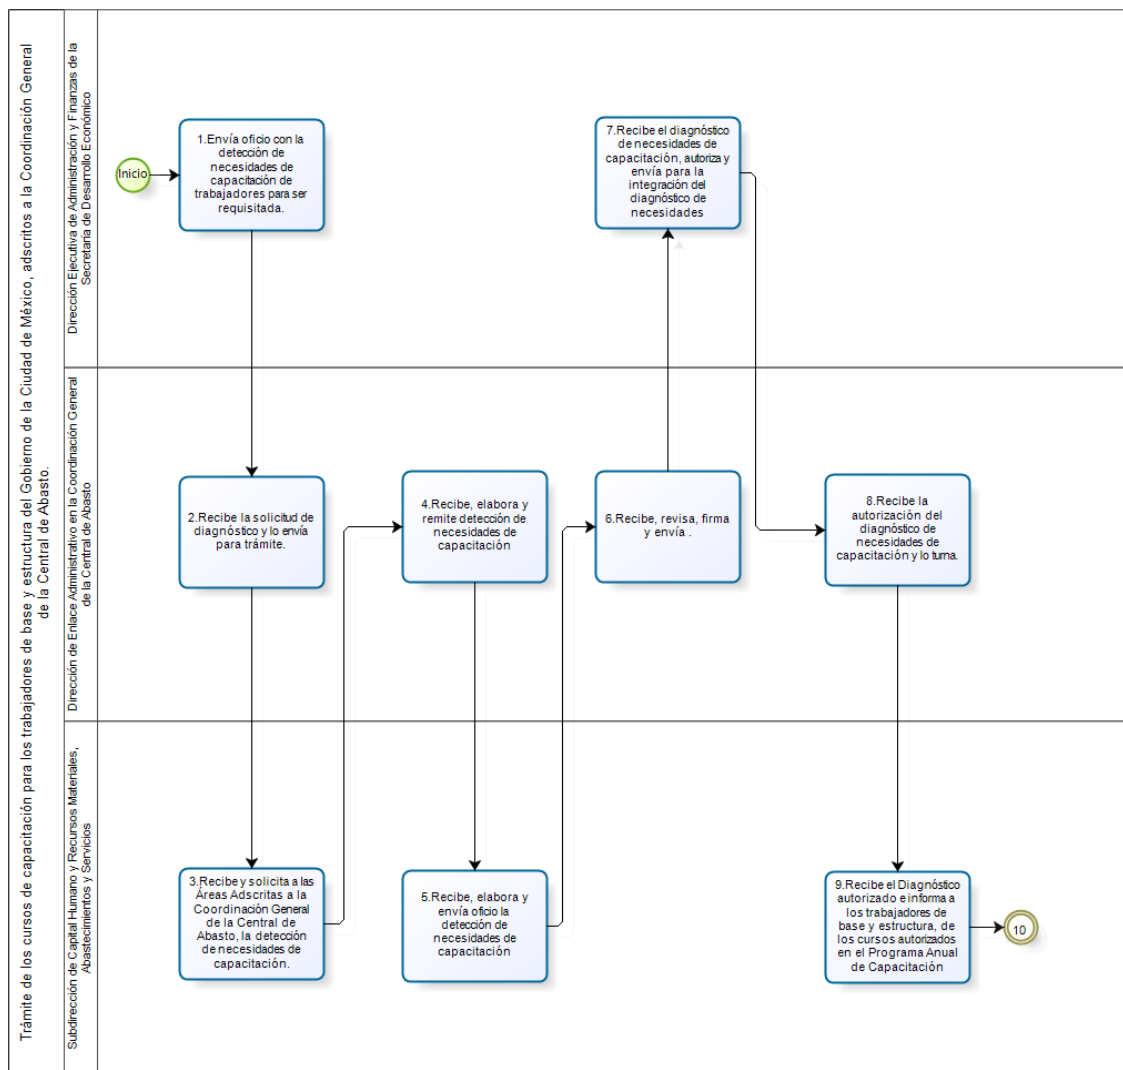 Trámite de los cursos de capacitación para los trabajadores de base y estructura del Gobierno de la Ciudad de México, adscritos a la Coordinación General
de la Central de Abasto.
Dirección Ejecutiva de Administración y Finanzas de la
Secretaría de Desarrollo Económico
Inicio
1.Envía oficio con la
detección de
necesidades de
capacitación de
trabajadores para ser
requisitada.
7.Recibe el diagnóstico
de necesidades de
capacitación, autoriza y
envía para la
integración del
diagnóstico de
necesidades
Dirección de Enlace Administrativo en la Coordinación General
de la Central de Abasto
2.Recibe la solicitud de
diagnóstico y lo envía
para trámite.
4.Recibe, elabora y
remite detección de
necesidades de
capacitación
6.Recibe, revisa, firma
y envía .
8.Recibe la
autorización del
diagnóstico de
necesidades de
capacitación y lo turna.
Subdirección de Capital Humano y Recursos Materiales,
Abastecimientos y Servicios
3.Recibe y solicita a las
Áreas Adscritas a la
Coordinación General
de la Central de
Abasto, la detección
de necesidades de
capacitación.
5.Recibe, elabora y
envía oficio la
detección de
necesidades de
capacitación
9.Recibe el Diagnóstico
autorizado e informa a
los trabajadores de
base y estructura, de
los cursos autorizados
en el Programa Anual
de Capacitación
10